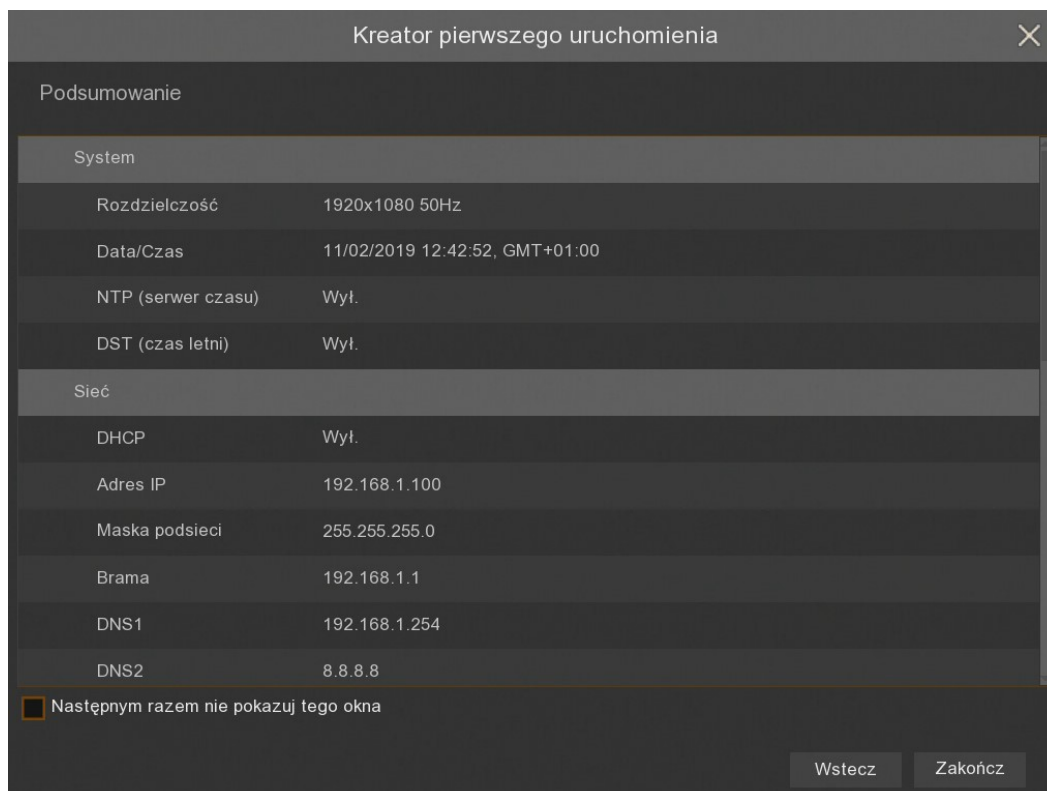 Kreator pierwszego uruchomienia
Podsumowanie
System
Rozdzielczość 1920x1080 50Hz
Data/Czas 11/02/2019 12:42:52, GMT+01:00
NTP (serwer czasu) Wył.
DST (czas letni) Wył.
Sieć
DHCP Wył.
Adres IP 192.168.1.100
Maska podsieci 255.255.255.0
Brama 192.168.1.1
DNS1 192.168.1.254
DNS2 8.8.8.8
Następnym razem nie pokazuj tego okna
Wstecz Zakończ